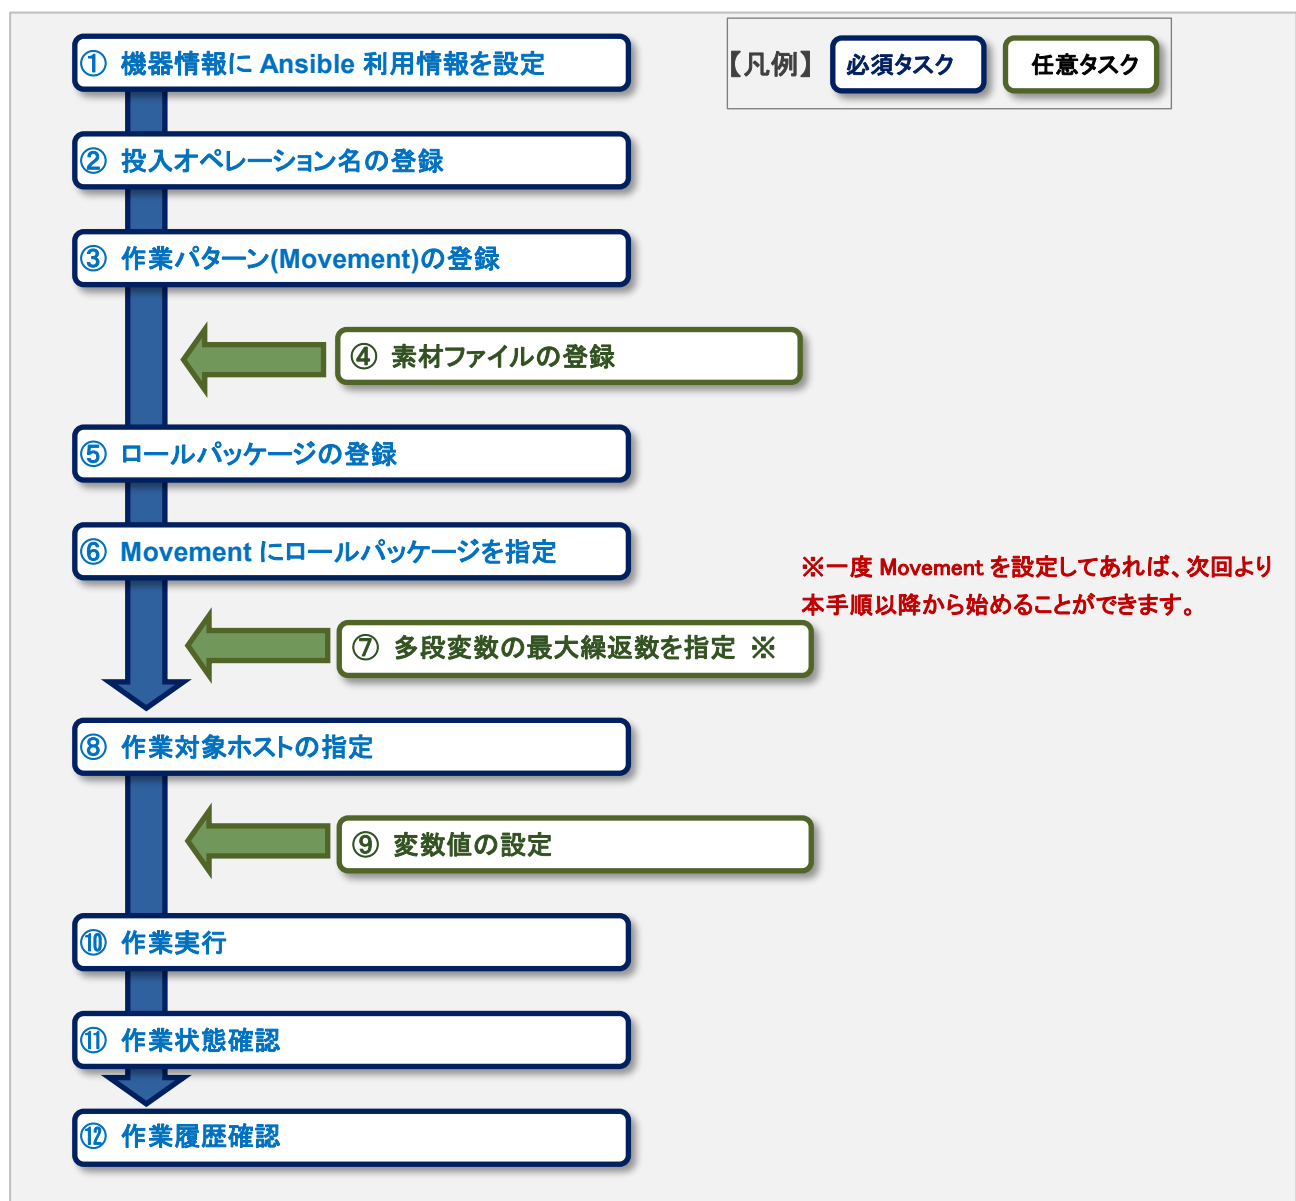 ① 機器情報に Ansible 利用情報を設定
【凡例】 必須タスク 任意タスク
② 投入オペレーション名の登録
③ 作業パターン(Movement)の登録
④ 素材ファイルの登録
⑤ ロールパッケージの登録
⑥ Movement にロールパッケージを指定
※一度 Movement を設定してあれば、次回より
本手順以降から始めることができます。
⑦ 多段変数の最大繰返数を指定 ※
⑧ 作業対象ホストの指定
⑨ 変数値の設定
⑩ 作業実行
⑪ 作業状態確認
⑫ 作業履歴確認